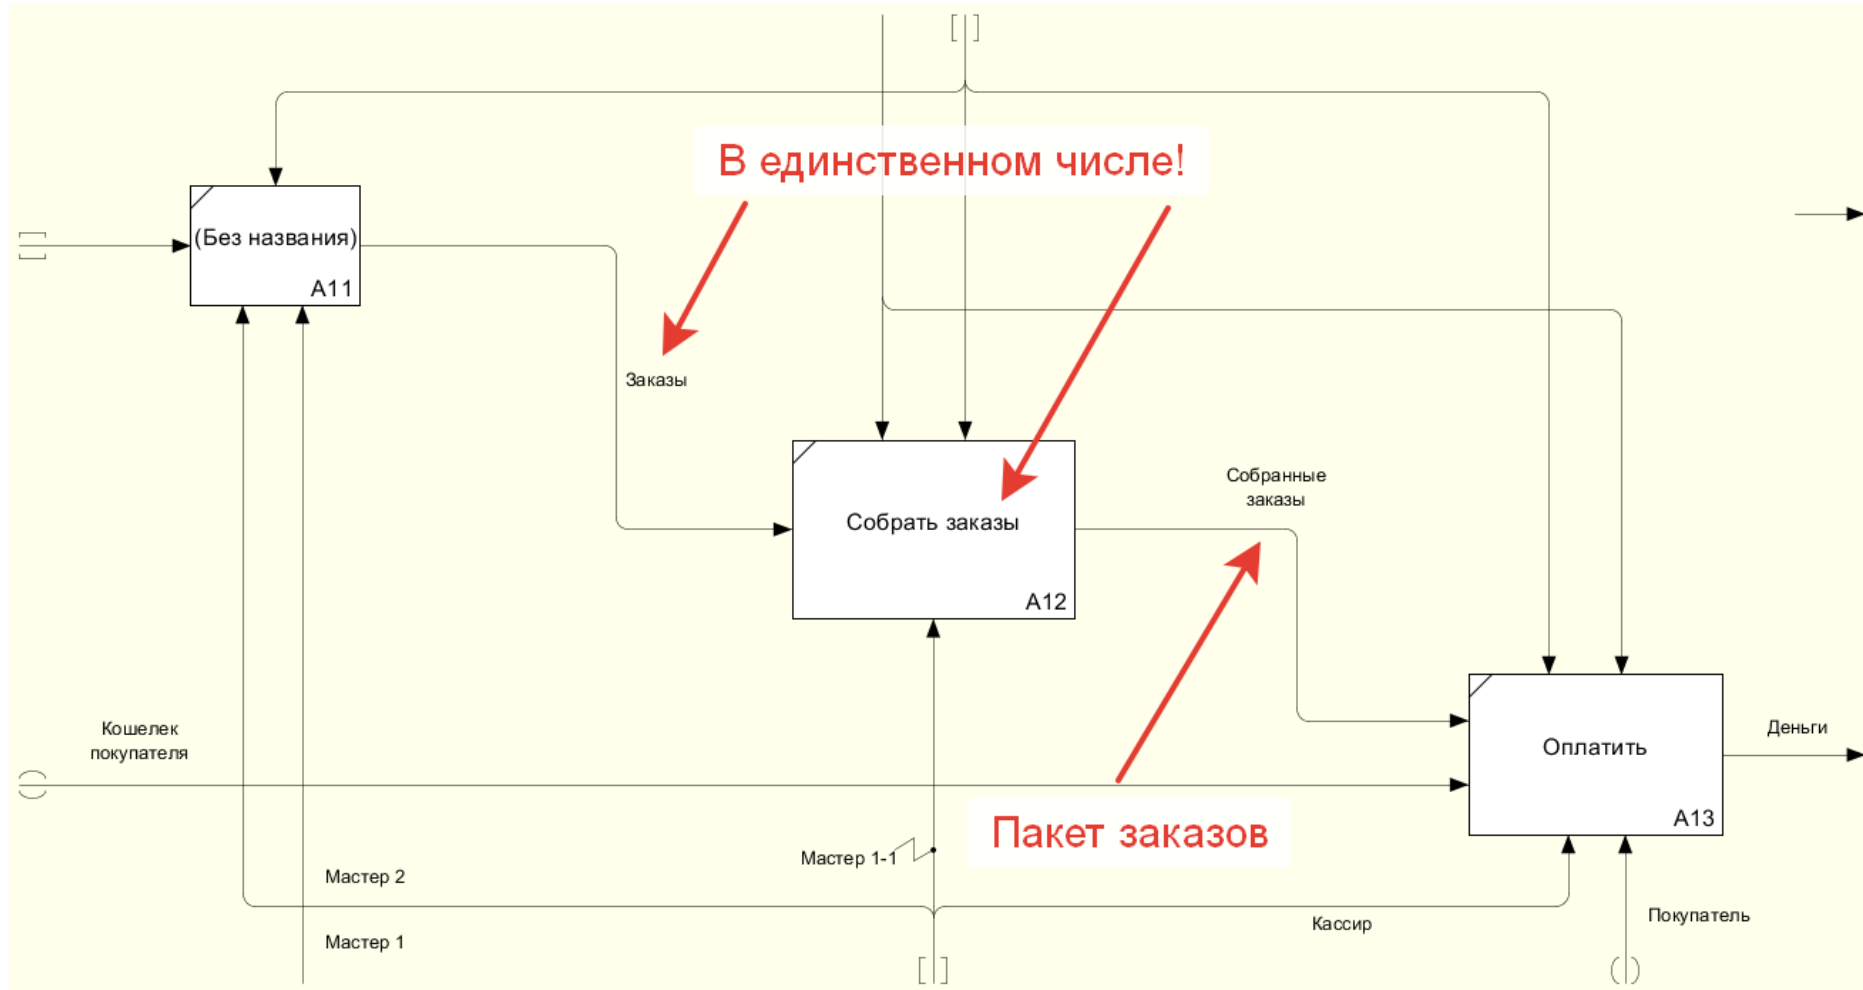 В единственном числе!
(Без названия)
A11
Заказы
Собранные
заказы
Собрать заказы
A12
Кошелек
покупателя
Оплатить
A13
Деньги
Пакет заказов
Мастер 1-1
Мастер 2
Кассир
Покупатель
Мастер 1